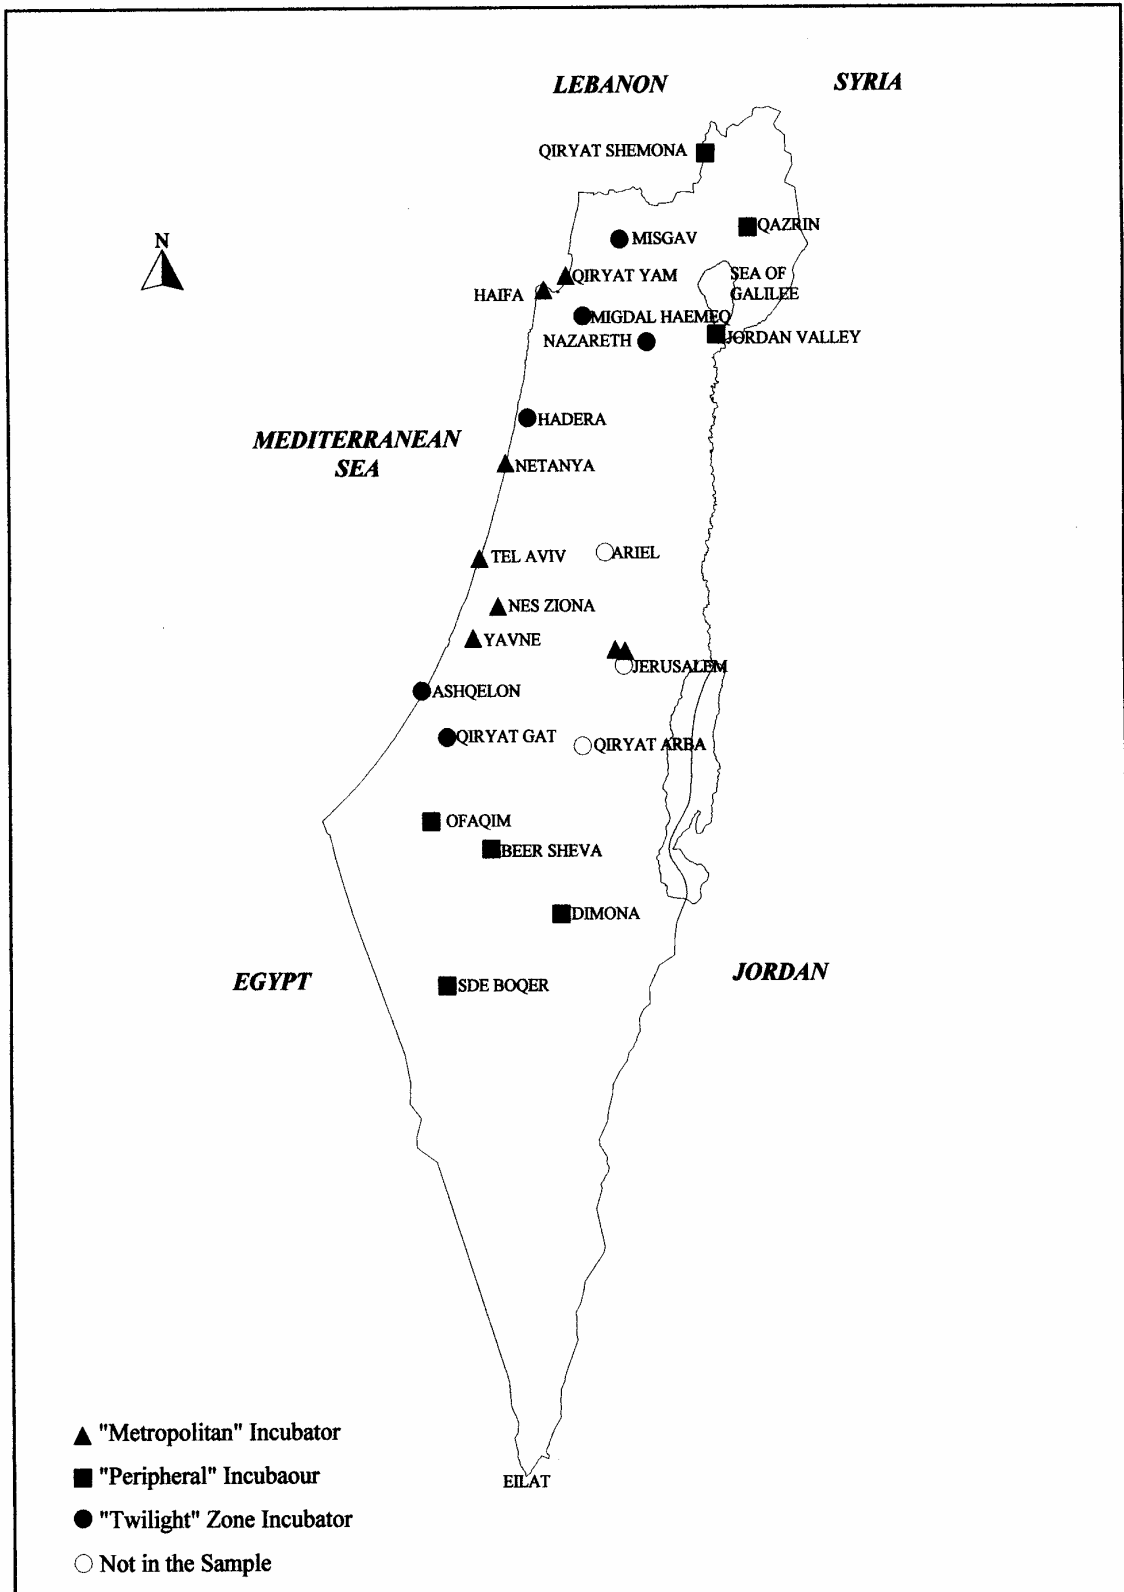 LEBANON
SYRIA
QIRYAT SHEMONA
QAZRIN
N
MISGAV
QIRYAT YAM
SEA OF
GALILEE
HAIFA
MIGDAL HAEMEQ
JORDAN VALLEY
NAZARETH
HADERA
MEDITERRANEAN
SEA
NETANYA
TEL AVIV
ARIEL
NES ZIONA
YAVNE
JERUSALEM
ASHQELON
QIRYAT GAT
QIRYAT ARBA
OFAQIM
BEER SHEVA
DIMONA
EGYPT
JORDAN
SDE BOQER
EILAT
"Metropolitan" Incubator
"Peripheral" Incubaour
"Twilight" Zone Incubator
Not in the Sample